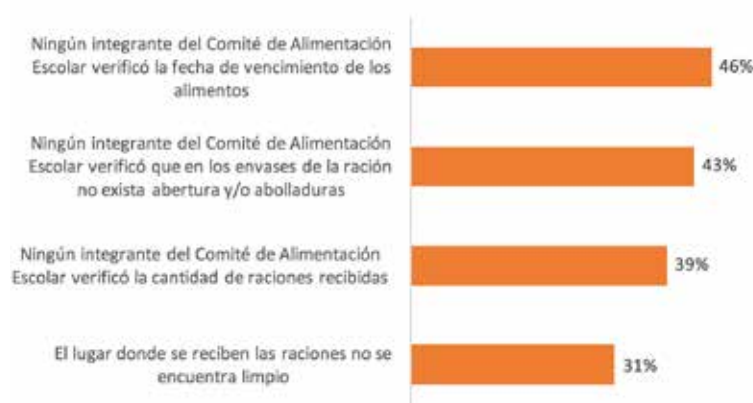 Ningún integrante del Comité de Alimentación
Escolar verificó la fecha de vencimiento de los
alimentos
46%
Ningún integrante del Comité de Alimentación
Escolar verificó que en los envases de la ración
no exista abertura y/o abolladuras
43%
Ningún integrante del Comité de Alimentación
Escolar verificó la cantidad de raciones recibidas
39%
El lugar donde se reciben las raciones no se
encuentra limpio
31%